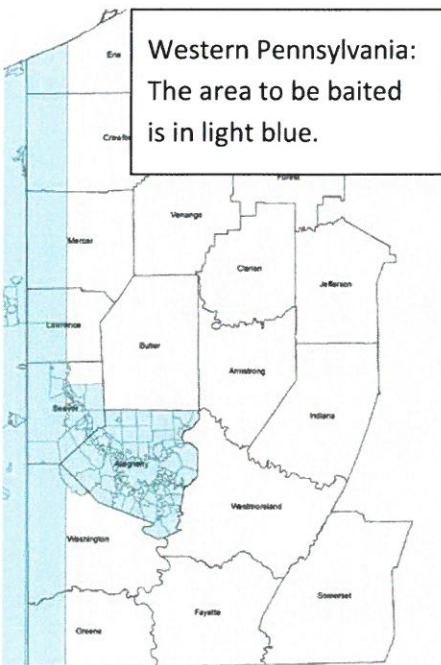 Western Pennsylvania:
The area to be baited
is in light blue.
Erie
Crawfor
Forest
Venango
Mercer
Clarion
Jefferson
Lawrence
Butler
Armstrong
Indiana
Beaver
Allegheny
Westmoreland
Washington
Somerset
Fayette
Greene